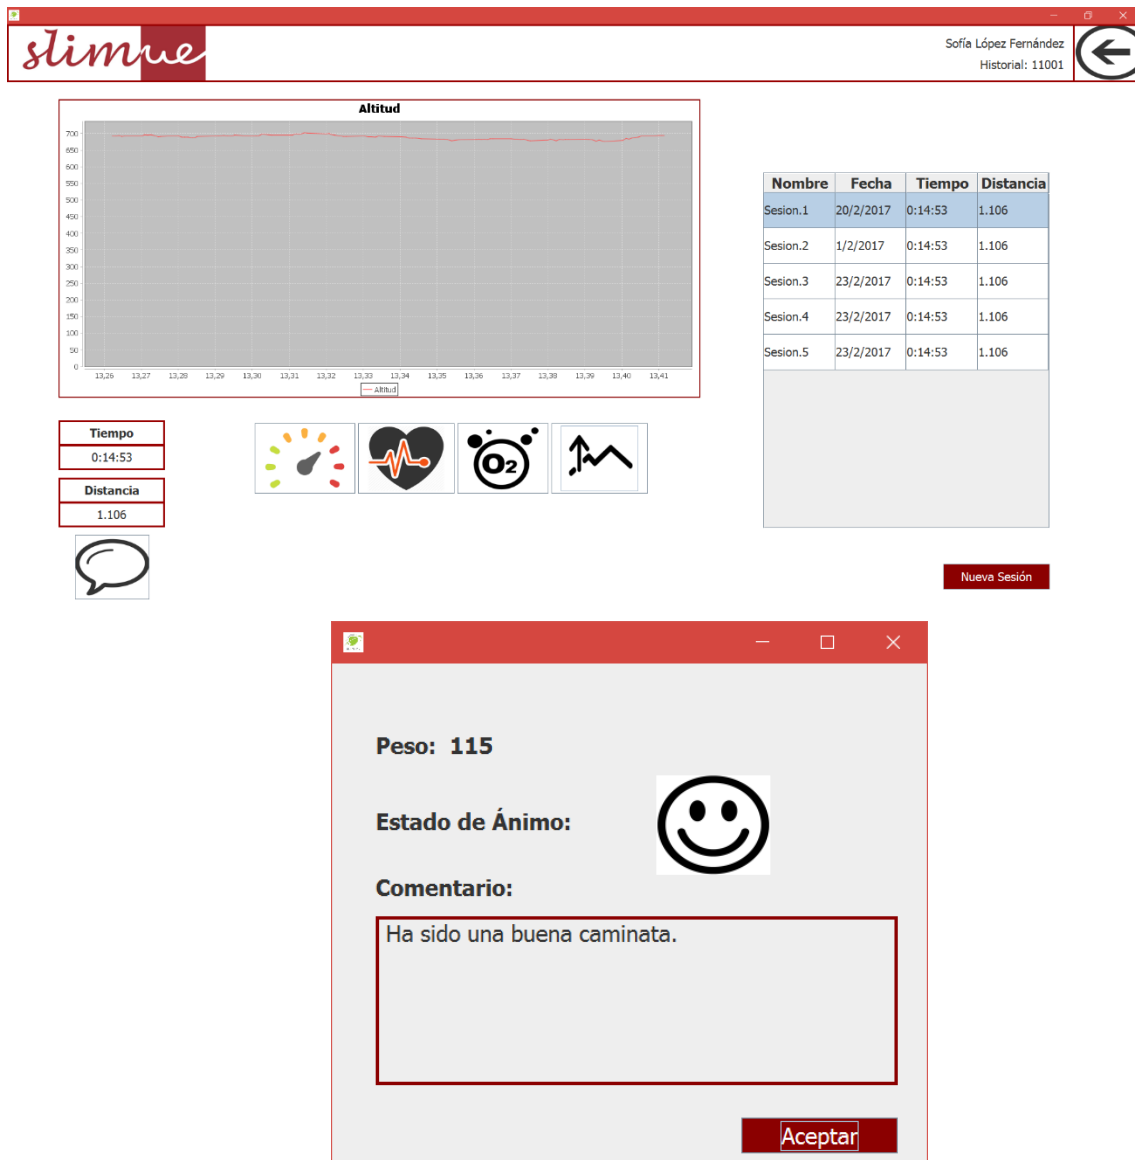 slimue
Sofía López Fernández
Historial: 11001
Altitud
700
650
600
550
500
450
400
350
300
250
200
150
100
50
0
13,26 13,27 13,28 13,29 13,30 13,31 13,32 13,33 13,34 13,35 13,36 13,37 13,38 13,39 13,40 13,41
Altitud
Nombre Fecha Tiempo Distancia
Sesion.1 20/2/2017 0:14:53 1.106
Sesion.2 1/2/2017 0:14:53 1.106
Sesion.3 23/2/2017 0:14:53 1.106
Sesion.4 23/2/2017 0:14:53 1.106
Sesion.5 23/2/2017 0:14:53 1.106
Tiempo
0:14:53
Distancia
1.106
O2
Nueva Sesión
Peso: 115
Estado de Ánimo:
Comentario:
Ha sido una buena caminata.
Aceptar